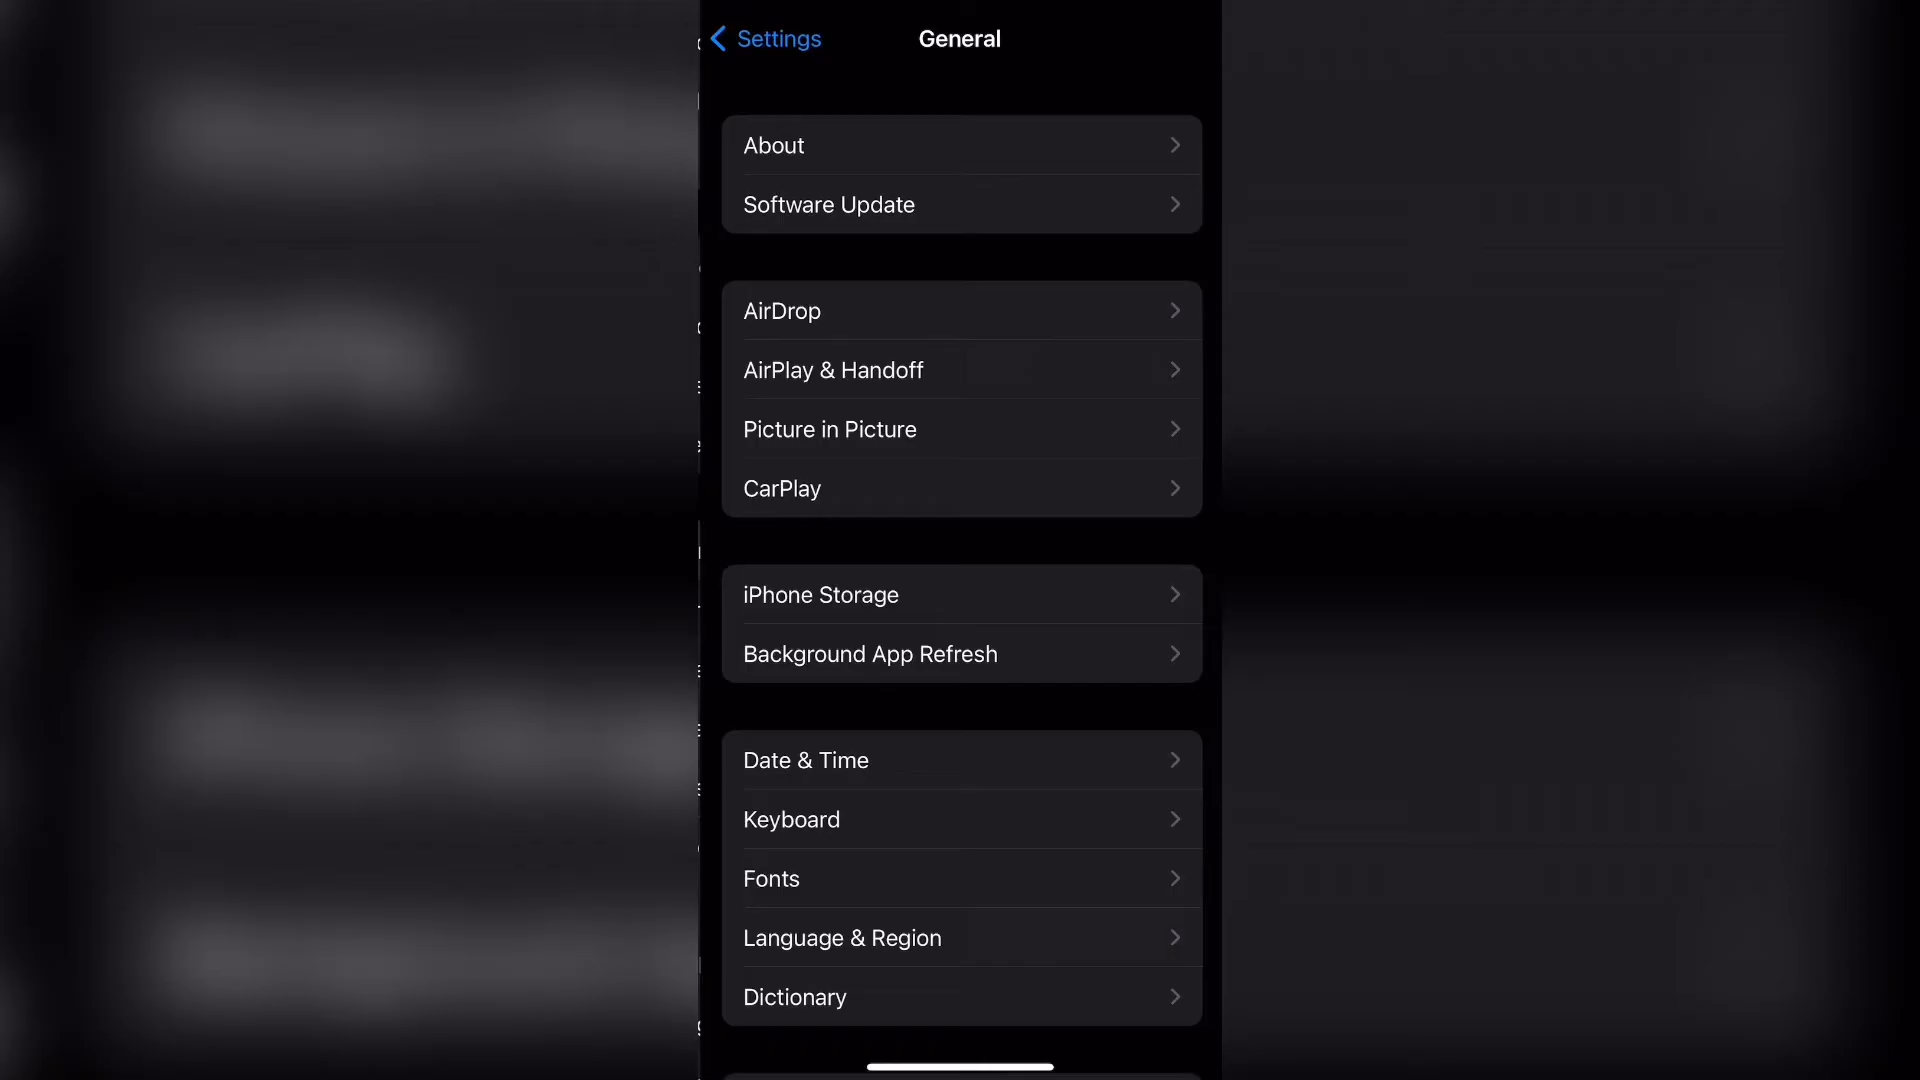 Settings
General
About
Software Update
AirDrop
AirPlay & Handoff
Picture in Picture
CarPlay
iPhone Storage
Background App Refresh
Date & Time
Keyboard
Fonts
Language & Region
Dictionary